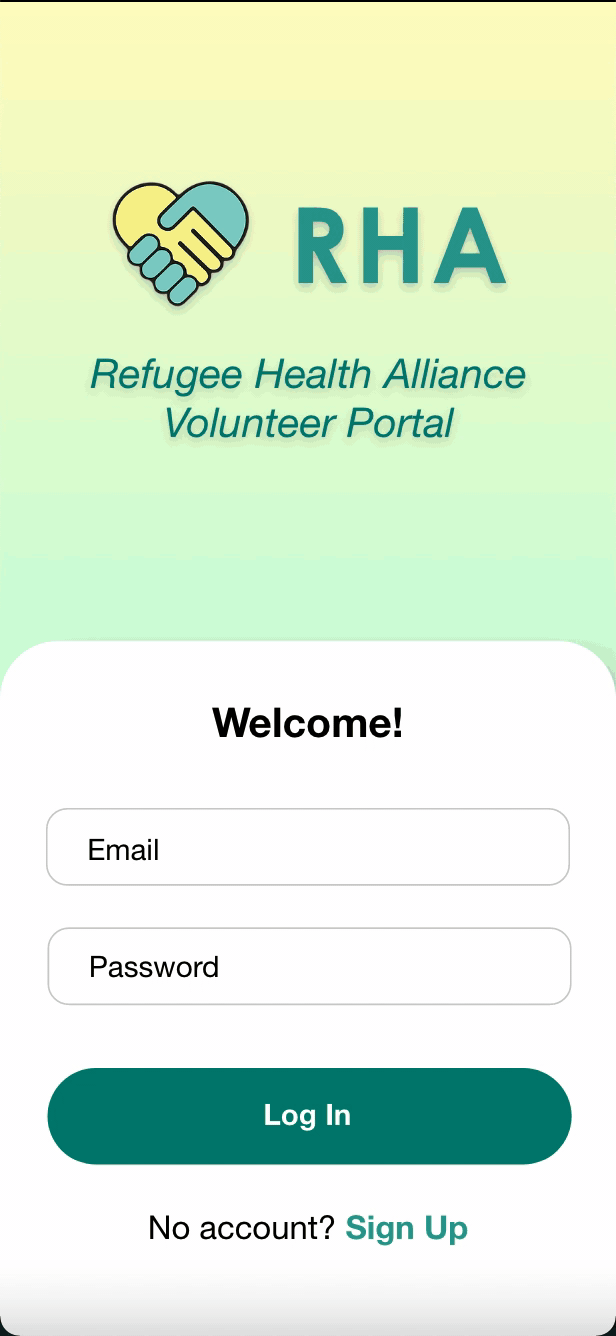 RHA
Refugee Health Alliance
Volunteer Portal
Welcome!
Email
Password
Log In
No account? Sign Up